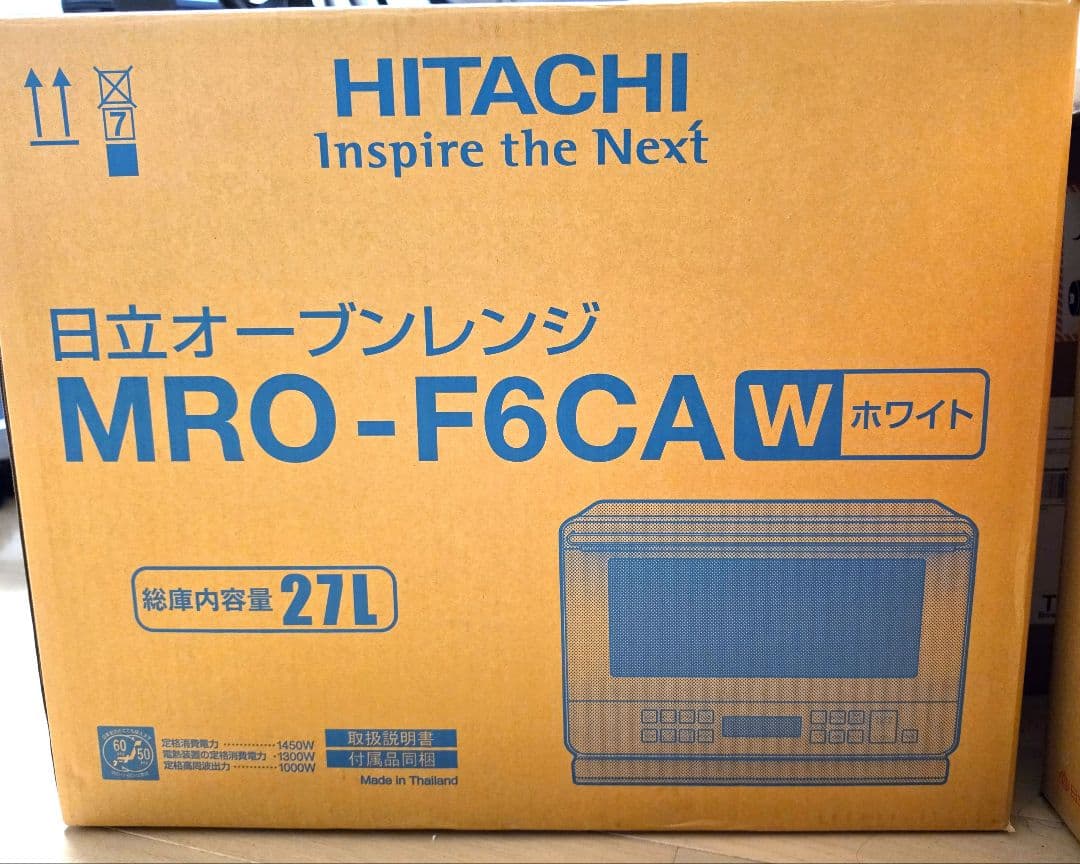 HITACHI
Inspire the Next
7
日立オーブンレンジ
MRO-F6CA W ホワイト
総庫内容量 27L
60
50
定格消費電力 ············· 1450W
電熱装置の定格消費電力 · 1300W
定格高周波出力 ··········· 1000W
取扱説明書
付属品同梱
Made in Thailand